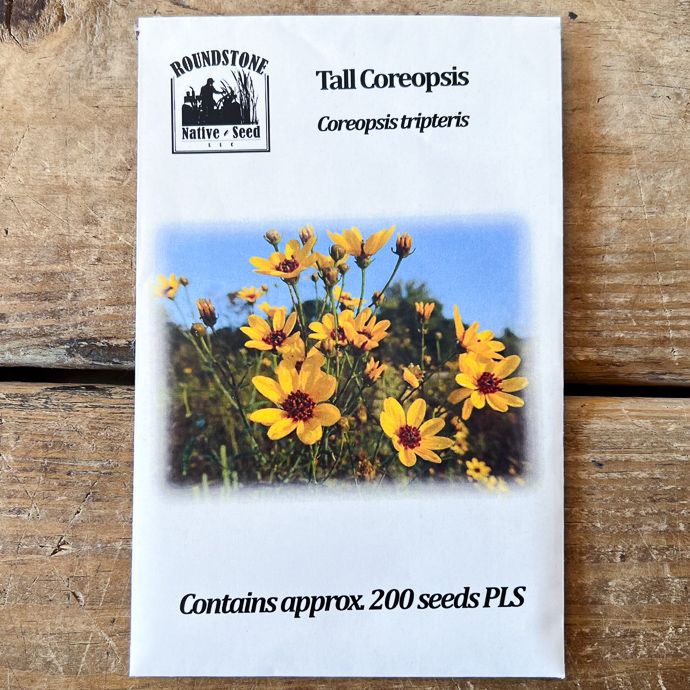 ROUNDSTONE
Native & Seed
LLC
Tall Coreopsis
Coreopsis tripteris
Contains approx. 200 seeds PLS